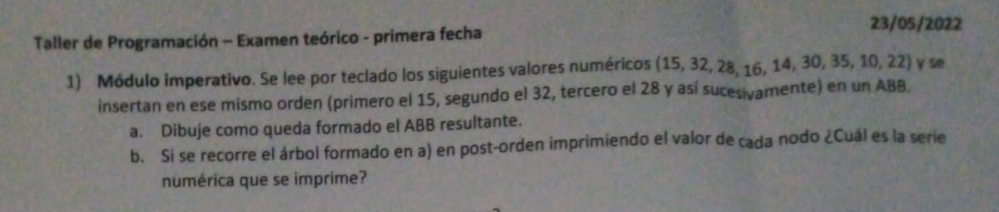 23/05/2022
Taller de Programación – Examen teórico - primera fecha
1) Módulo imperativo. Se lee por teclado los siguientes valores numéricos (15, 32, 28, 16, 14, 30, 35, 10, 22) y se
insertan en ese mismo orden (primero el 15, segundo el 32, tercero el 28 y así sucesivamente) en un ABB.
a. Dibuje como queda formado el ABB resultante.
b. Si se recorre el árbol formado en a) en post-orden imprimiendo el valor de cada nodo ¿Cuál es la serie
numérica que se imprime?